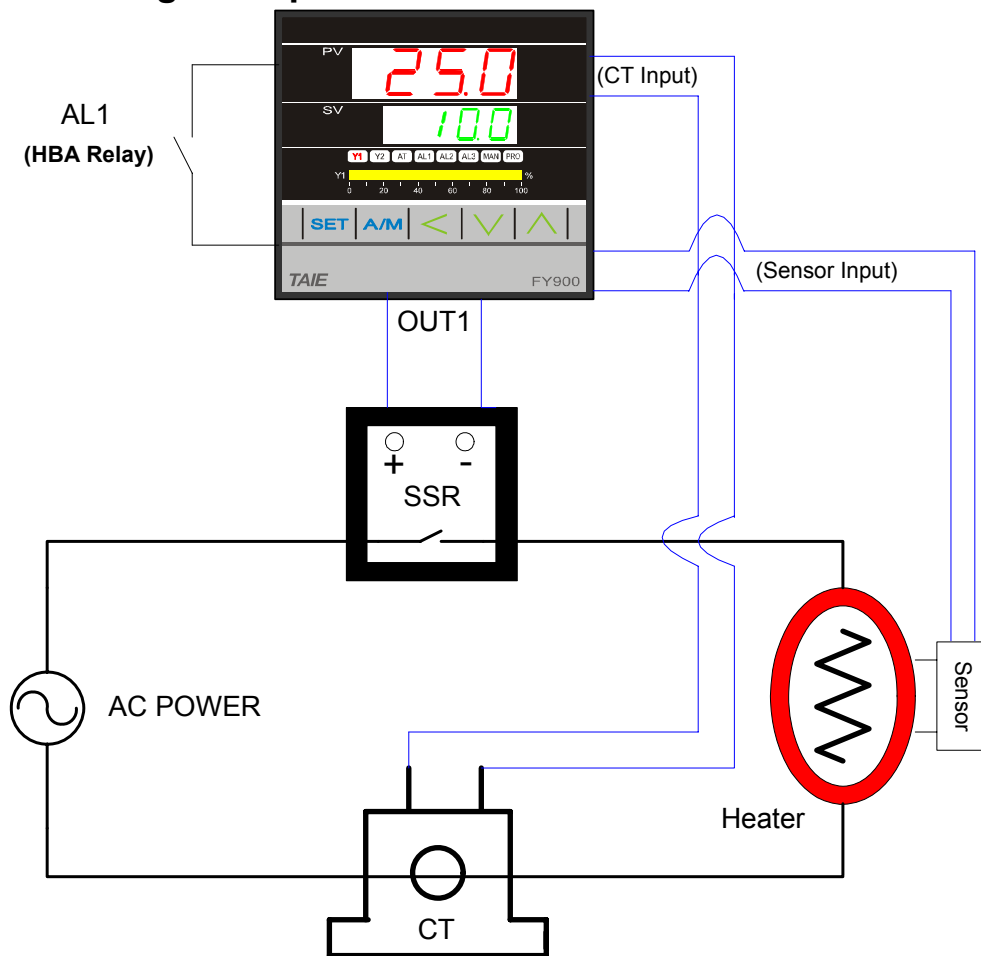 PV
25.0
(CT Input)
SV
10.0
AL1
(HBA Relay)
Y1 Y2 AT AL1 AL2 AL3 MAN PRO
Y1 %
0 20 40 60 80 100
SET A/M
TAIE FY900
(Sensor Input)
OUT1
+ -
SSR
AC POWER
Sensor
Heater
CT